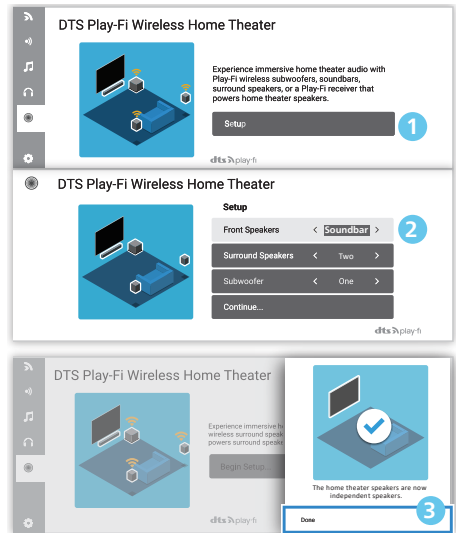 DTS Play-Fi Wireless Home Theater
Experience immersive home theater audio with
Play-Fi wireless subwoofers, soundbars,
surround speakers, or a Play-Fi receiver that
powers home theater speakers.
Setup
1
dts play-fi
DTS Play-Fi Wireless Home Theater
Setup
Front Speakers < Soundbar >
2
Surround Speakers < Two >
Subwoofer < One >
Continue...
dts play-fi
DTS Play-Fi Wireless Home Theater
Experience immersive h
wireless surround speak
powers surround speake
Begin Setup...
dts play-fi
The home theater speakers are now
independent speakers.
3
Done